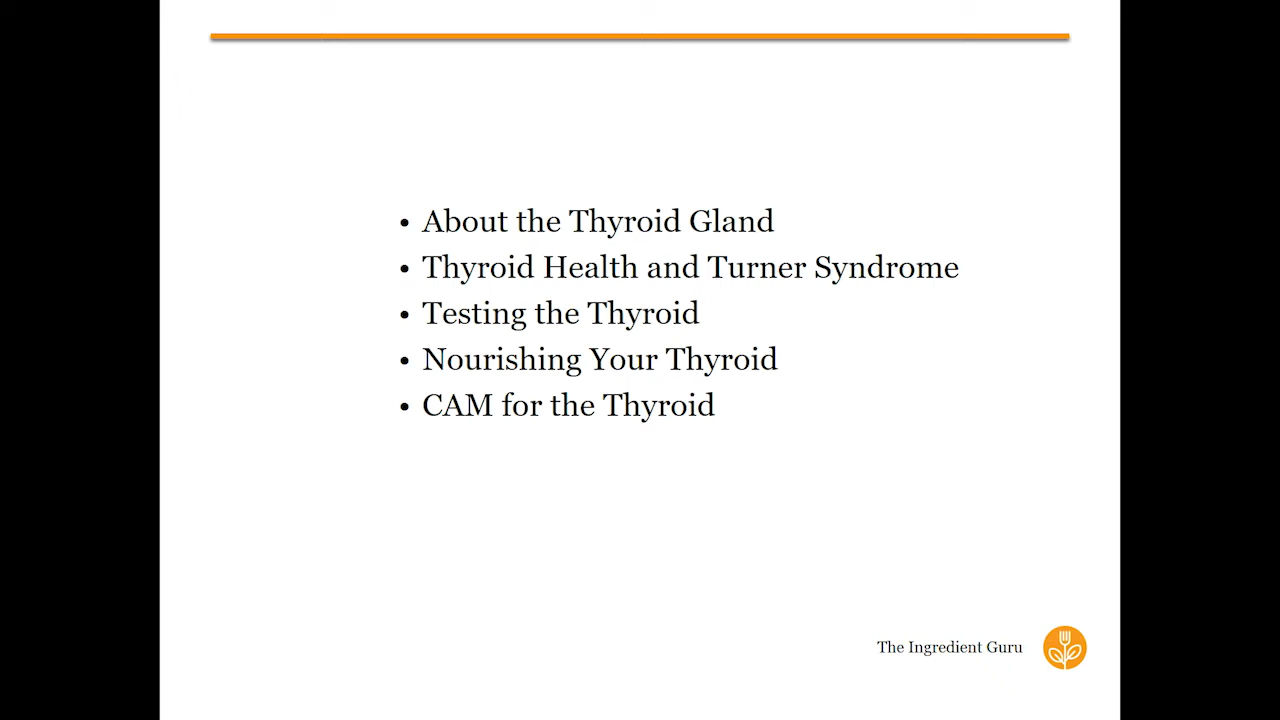 • About the Thyroid Gland
• Thyroid Health and Turner Syndrome
• Testing the Thyroid
• Nourishing Your Thyroid
• CAM for the Thyroid
The Ingredient Guru